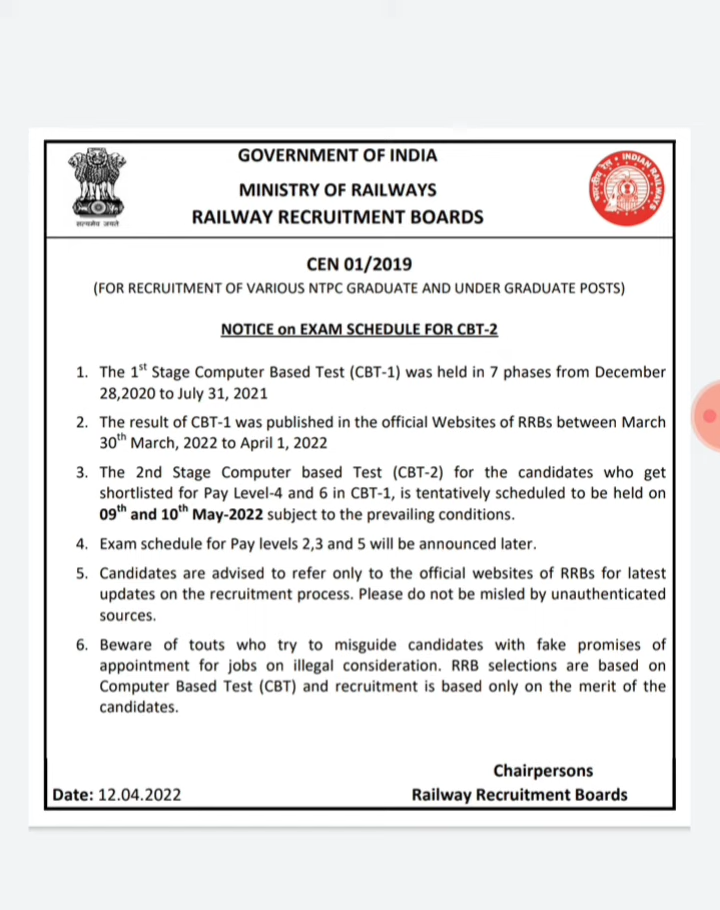 GOVERNMENT OF INDIA
MINISTRY OF RAILWAYS
RAILWAY RECRUITMENT BOARDS
सत्यमेव जयते
भारतीय रेल • INDIAN RAILWAYS
CEN 01/2019
(FOR RECRUITMENT OF VARIOUS NTPC GRADUATE AND UNDER GRADUATE POSTS)
NOTICE on EXAM SCHEDULE FOR CBT-2
1. The 1st Stage Computer Based Test (CBT-1) was held in 7 phases from December
28,2020 to July 31, 2021
2. The result of CBT-1 was published in the official Websites of RRBs between March
30th March, 2022 to April 1, 2022
3. The 2nd Stage Computer based Test (CBT-2) for the candidates who get
shortlisted for Pay Level-4 and 6 in CBT-1, is tentatively scheduled to be held on
09th and 10th May-2022 subject to the prevailing conditions.
4. Exam schedule for Pay levels 2,3 and 5 will be announced later.
5. Candidates are advised to refer only to the official websites of RRBs for latest
updates on the recruitment process. Please do not be misled by unauthenticated
sources.
6. Beware of touts who try to misguide candidates with fake promises of
appointment for jobs on illegal consideration. RRB selections are based on
Computer Based Test (CBT) and recruitment is based only on the merit of the
candidates.
Chairpersons
Date: 12.04.2022 Railway Recruitment Boards